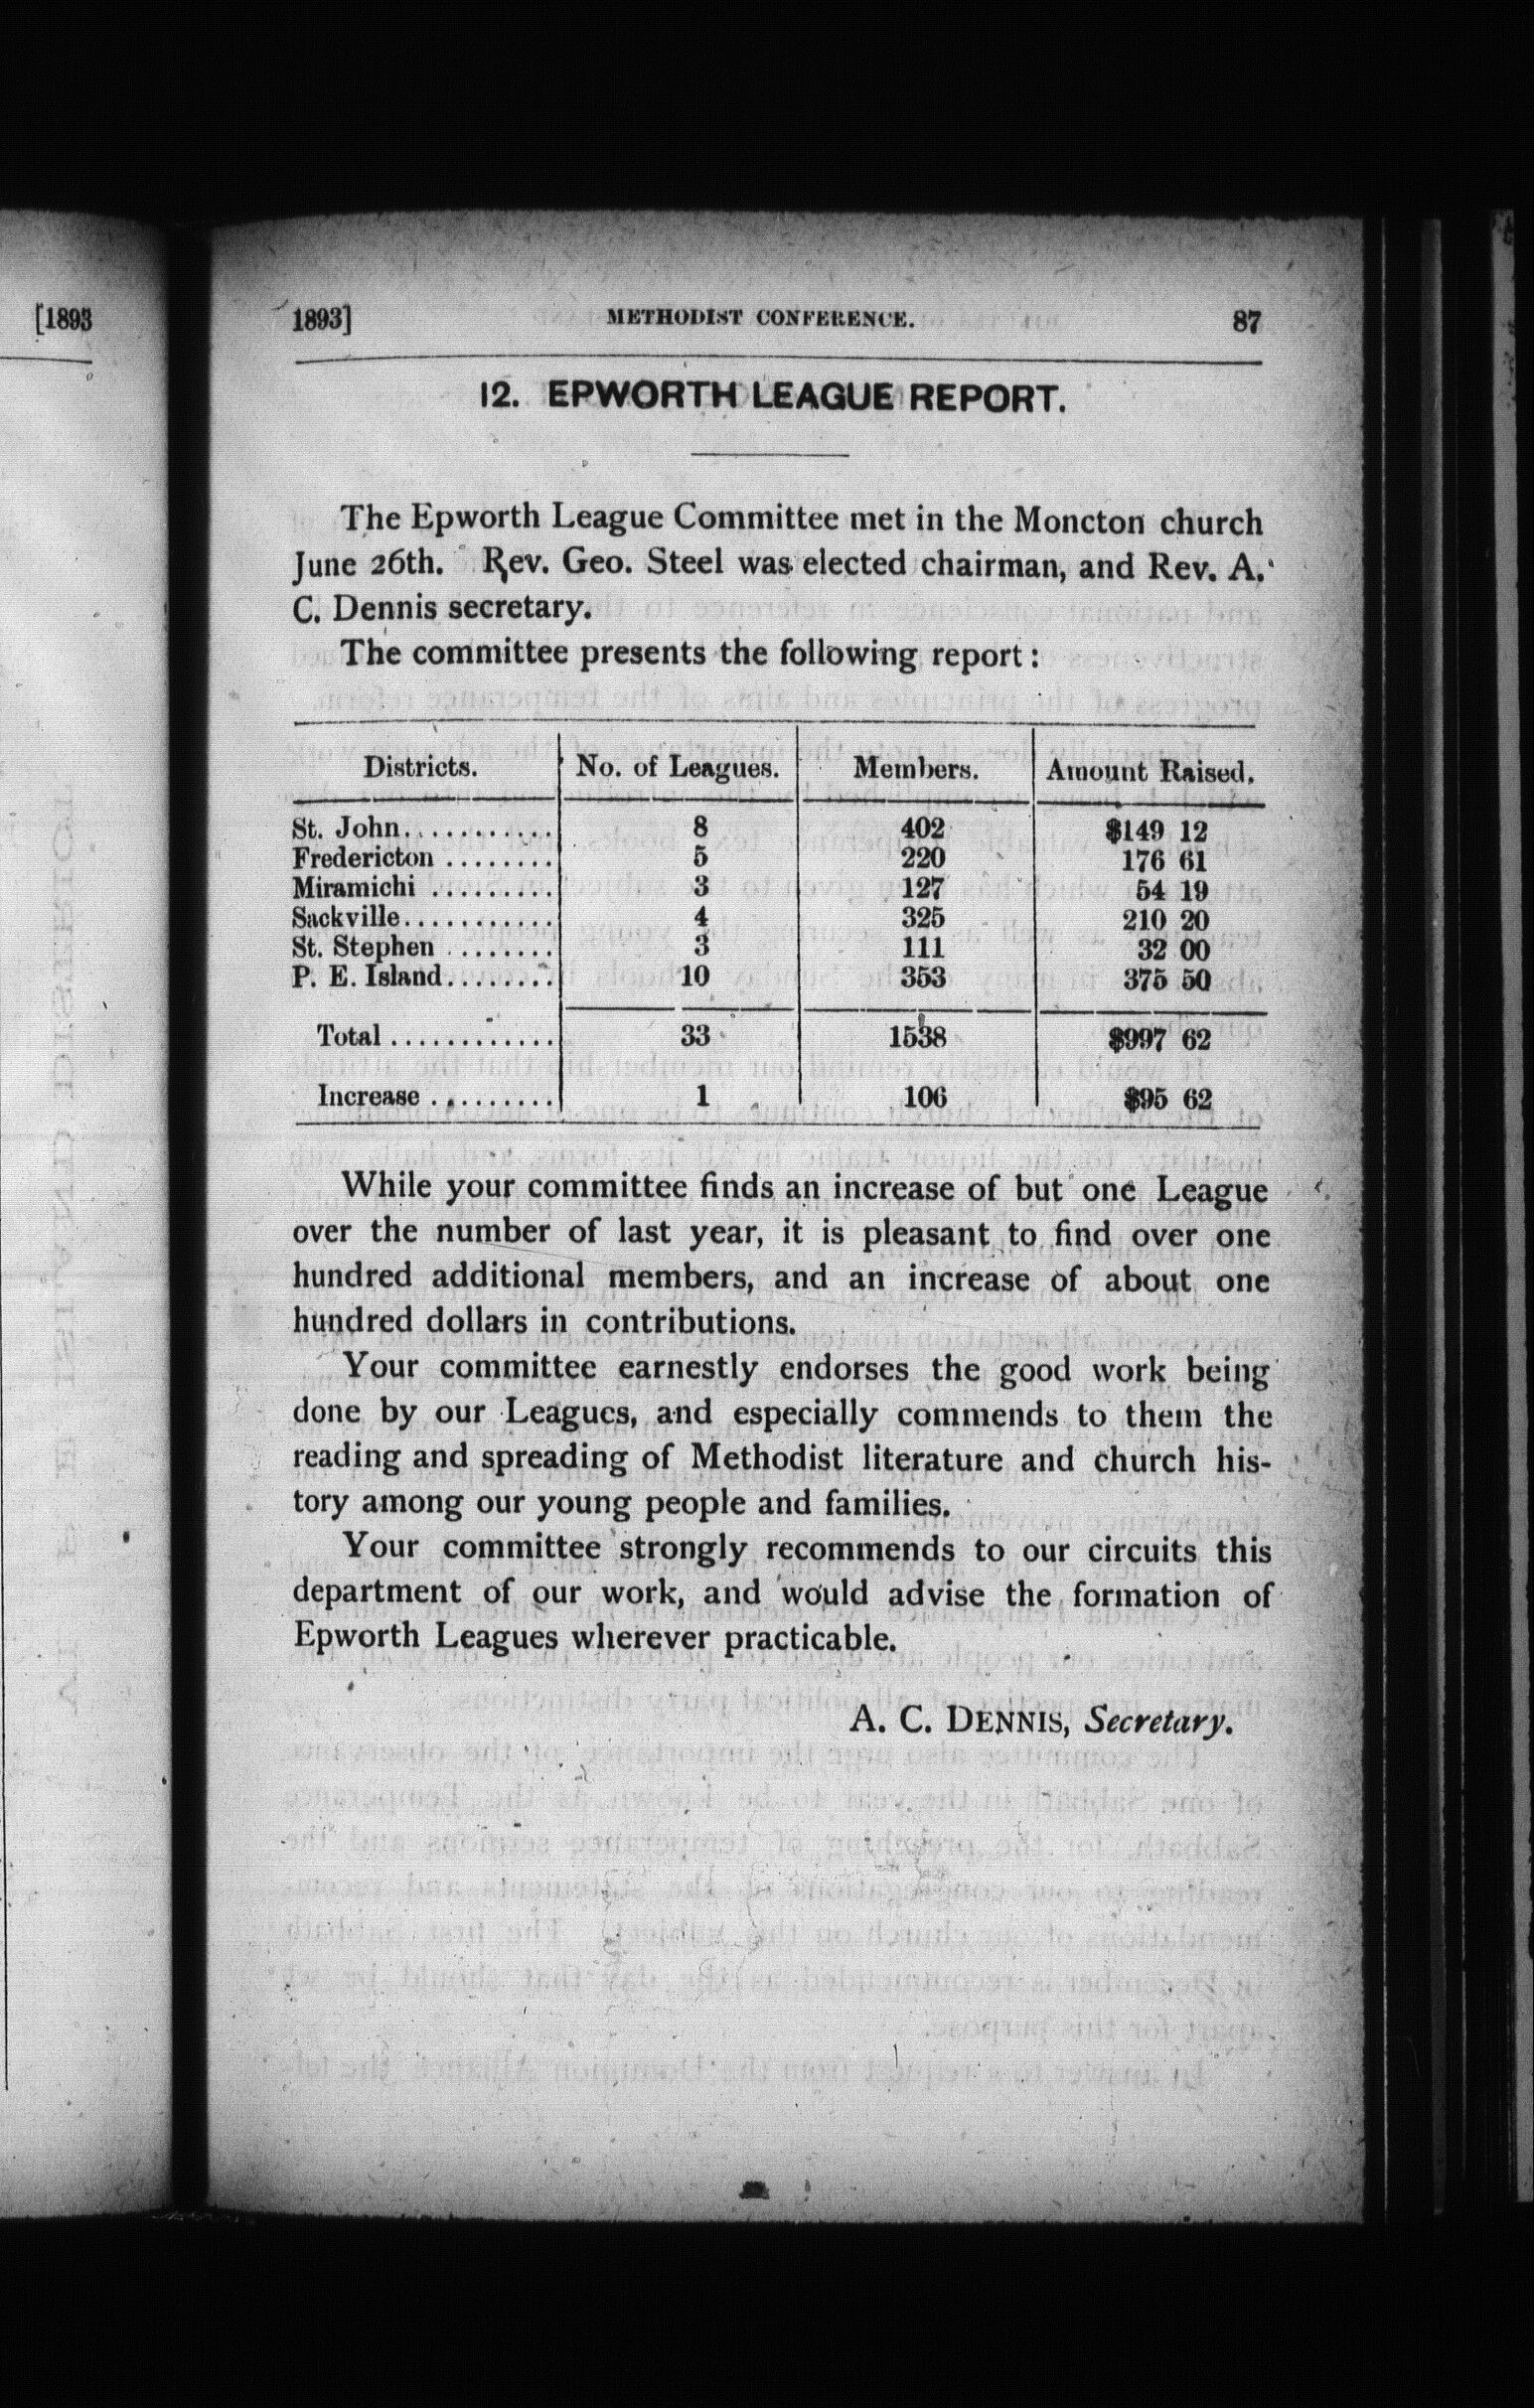 [1893
1893] METHODIST CONFERENCE. 87
12. EPWORTH LEAGUE REPORT.
The Epworth League Committee met in the Moncton church
June 26th. Rev. Geo. Steel was elected chairman, and Rev. A.
C. Dennis secretary.
The committee presents the following report:
Districts. No. of Leagues. Members. Amount Raised.
St. John........... 8 402 $149 12
Fredericton ........ 5 220 176 61
Miramichi ......... 3 127 54 19
Sackville........... 4 325 210 20
St. Stephen ........ 3 111 32 00
P. E. Island........ 10 353 375 50
Total ............ 33 1538 $997 62
Increase ......... 1 106 $95 62
While your committee finds an increase of but one League
over the number of last year, it is pleasant to find over one
hundred additional members, and an increase of about one
hundred dollars in contributions.
Your committee earnestly endorses the good work being
done by our Leagues, and especially commends to them the
reading and spreading of Methodist literature and church his-
tory among our young people and families.
Your committee strongly recommends to our circuits this
department of our work, and would advise the formation of
Epworth Leagues wherever practicable.
A. C. DENNIS, Secretary.